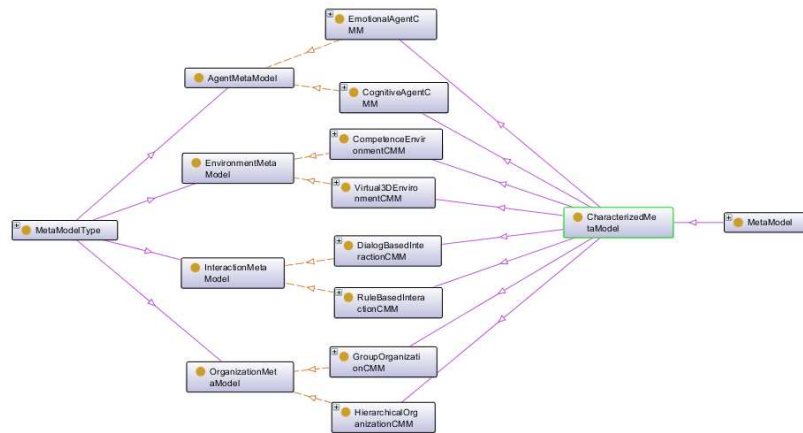 EmotionalAgentC
MM
AgentMetaModel
CognitiveAgentC
MM
CompetenceEnvir
onmentCMM
EnvironmentMeta
Model
Virtual3DEnviro
nmentCMM
MetaModelType
CharacterizedMe
taModel
MetaModel
DialogBasedInte
ractionCMM
InteractionMeta
Model
RuleBasedIntera
ctionCMM
GroupOrganizati
onCMM
OrganizationMet
aModel
HierarchicalOrg
anizationCMM